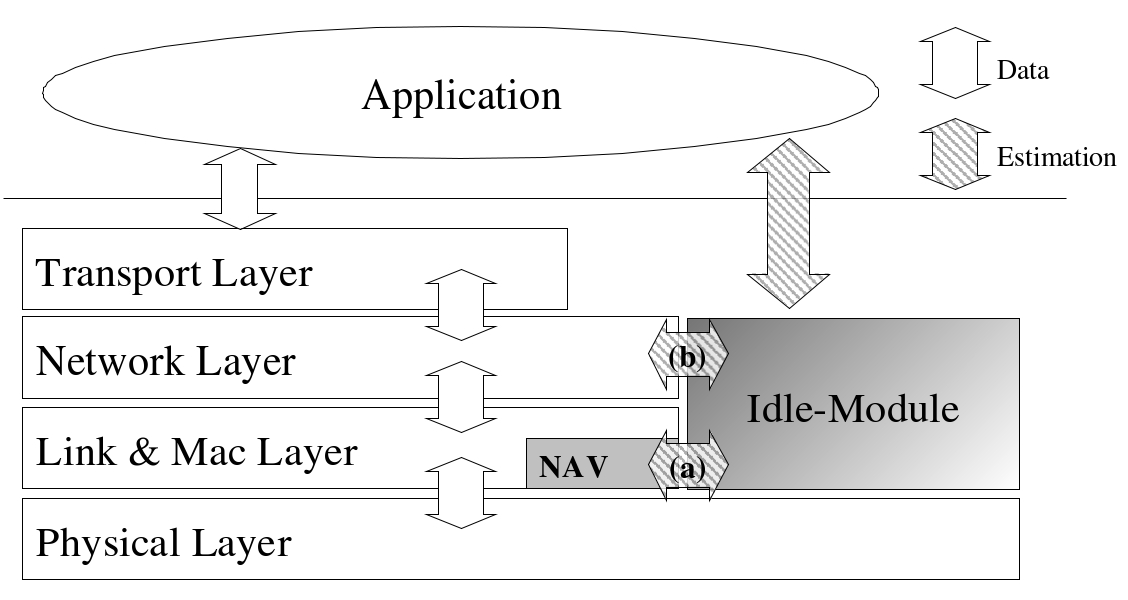 Application
Data
Estimation
Transport Layer
Network Layer
(b)
Idle-Module
Link & Mac Layer
NAV
(a)
Physical Layer